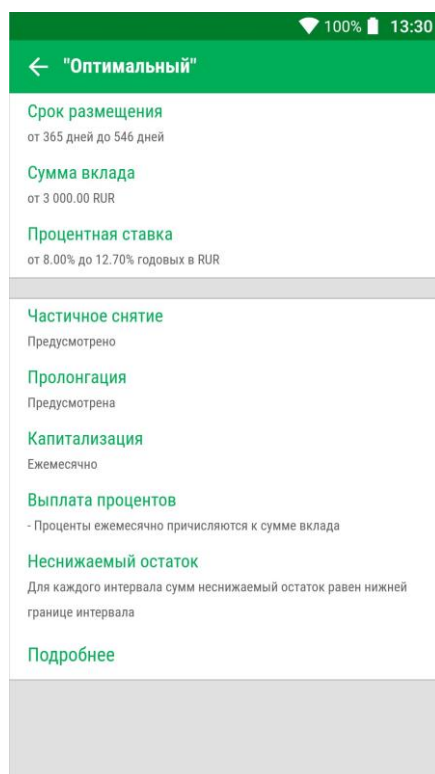 100% 13:30
"Оптимальный"
Срок размещения
от 365 дней до 546 дней
Сумма вклада
от 3 000.00 RUR
Процентная ставка
от 8.00% до 12.70% годовых в RUR
Частичное снятие
Предусмотрено
Пролонгация
Предусмотрена
Капитализация
Ежемесячно
Выплата процентов
- Проценты ежемесячно причисляются к сумме вклада
Неснижаемый остаток
Для каждого интервала сумм неснижаемый остаток равен нижней
границе интервала
Подробнее